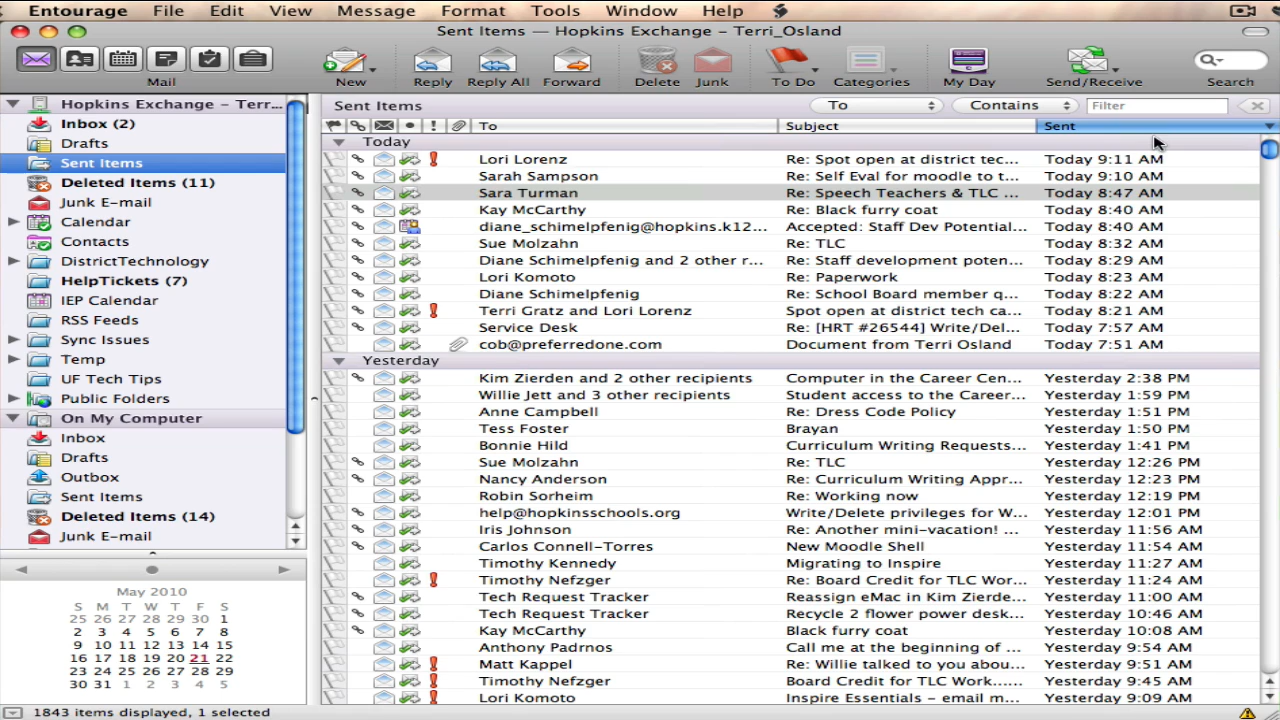 Entourage File Edit View Message Format Tools Window Help
Sent Items — Hopkins Exchange – Terri_Osland
Mail New Reply Reply All Forward Delete Junk To Do Categories My Day Send/Receive Search
Hopkins Exchange – Terr...
Inbox (2)
Drafts
Sent Items
Deleted Items (11)
Junk E-mail
Calendar
Contacts
DistrictTechnology
HelpTickets (7)
IEP Calendar
RSS Feeds
Sync Issues
Temp
UF Tech Tips
Public Folders
On My Computer
Inbox
Drafts
Outbox
Sent Items
Deleted Items (14)
Junk E-mail
May 2010
S M T W T F S
25 26 27 28 29 30 1
2 3 4 5 6 7 8
9 10 11 12 13 14 15
16 17 18 19 20 21 22
23 24 25 26 27 28 29
30 31 1 2 3 4 5
Sent Items To Contains Filter
! To Subject Sent
Today
Lori Lorenz Re: Spot open at district tec... Today 9:11 AM
Sarah Sampson Re: Self Eval for moodle to t... Today 9:10 AM
Sara Turman Re: Speech Teachers & TLC ... Today 8:47 AM
Kay McCarthy Re: Black furry coat Today 8:40 AM
diane_schimelpfenig@hopkins.k12... Accepted: Staff Dev Potential... Today 8:40 AM
Sue Molzahn Re: TLC Today 8:32 AM
Diane Schimelpfenig and 2 other r... Re: Staff development poten... Today 8:29 AM
Lori Komoto Re: Paperwork Today 8:23 AM
Diane Schimelpfenig Re: School Board member q... Today 8:22 AM
Terri Gratz and Lori Lorenz Spot open at district tech ca... Today 8:21 AM
Service Desk Re: [HRT #26544] Write/Del... Today 7:57 AM
cob@preferredone.com Document from Terri Osland Today 7:51 AM
Yesterday
Kim Zierden and 2 other recipients Computer in the Career Cen... Yesterday 2:38 PM
Willie Jett and 3 other recipients Student access to the Career... Yesterday 1:59 PM
Anne Campbell Re: Dress Code Policy Yesterday 1:51 PM
Tess Foster Brayan Yesterday 1:50 PM
Bonnie Hild Curriculum Writing Requests... Yesterday 1:41 PM
Sue Molzahn Re: TLC Yesterday 12:26 PM
Nancy Anderson Re: Curriculum Writing Appr... Yesterday 12:23 PM
Robin Sorheim Re: Working now Yesterday 12:19 PM
help@hopkinsschools.org Write/Delete privileges for W... Yesterday 12:01 PM
Iris Johnson Re: Another mini-vacation! ... Yesterday 11:56 AM
Carlos Connell-Torres New Moodle Shell Yesterday 11:54 AM
Timothy Kennedy Migrating to Inspire Yesterday 11:27 AM
Timothy Nefzger Re: Board Credit for TLC Wor... Yesterday 11:24 AM
Tech Request Tracker Reassign eMac in Kim Zierde... Yesterday 11:00 AM
Tech Request Tracker Recycle 2 flower power desk... Yesterday 10:46 AM
Kay McCarthy Black furry coat Yesterday 10:08 AM
Anthony Padrnos Call me at the beginning of ... Yesterday 9:54 AM
Matt Kappel Re: Willie talked to you abou... Yesterday 9:51 AM
Timothy Nefzger Board Credit for TLC Work...... Yesterday 9:45 AM
Lori Komoto Inspire Essentials – email m... Yesterday 9:09 AM
1843 items displayed, 1 selected